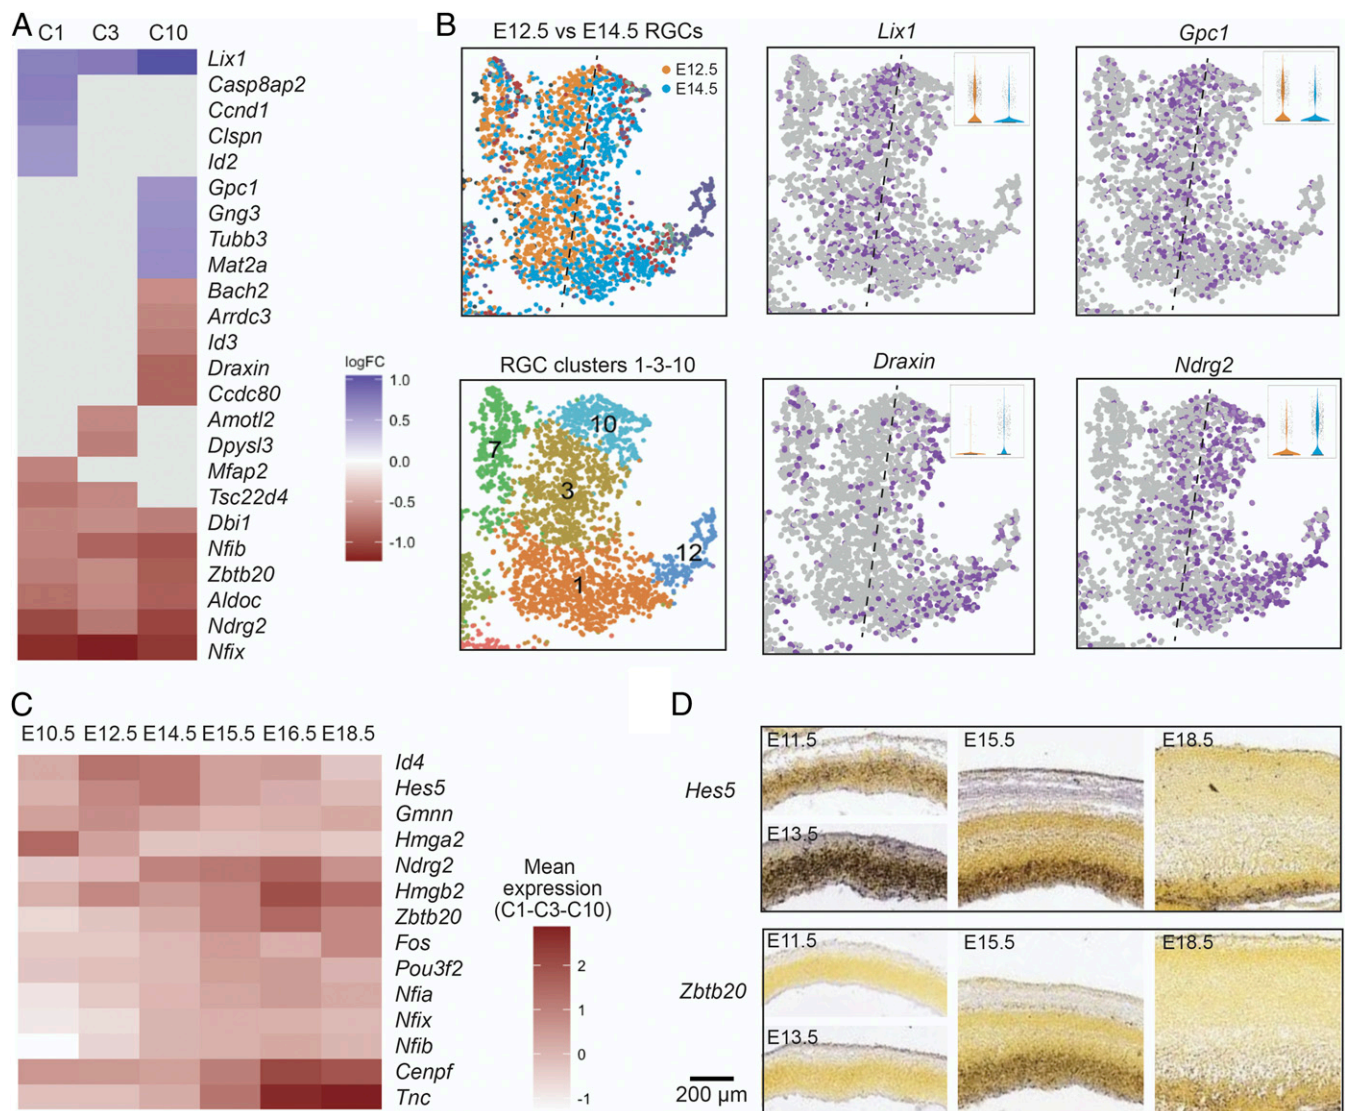 A
C1 C3 C10
Lix1
Casp8ap2
Ccnd1
Clspn
Id2
Gpc1
Gng3
Tubb3
Mat2a
Bach2
Arrdc3
Id3
Draxin
Ccdc80
Amotl2
Dpysl3
Mfap2
Tsc22d4
Dbi1
Nfib
Zbtb20
Aldoc
Ndrg2
Nfix
logFC
1.0
0.5
0.0
-0.5
-1.0
B
E12.5 vs E14.5 RGCs
E12.5
E14.5
Lix1
Gpc1
RGC clusters 1-3-10
7
10
3
12
1
Draxin
Ndrg2
C
E10.5 E12.5 E14.5 E15.5 E16.5 E18.5
Id4
Hes5
Gmnn
Hmga2
Ndrg2
Hmgb2
Zbtb20
Fos
Pou3f2
Nfia
Nfix
Nfib
Cenpf
Tnc
Mean
expression
(C1-C3-C10)
2
1
0
-1
D
Hes5
E11.5
E13.5
E15.5
E18.5
Zbtb20
E11.5
E13.5
E15.5
E18.5
200 µm